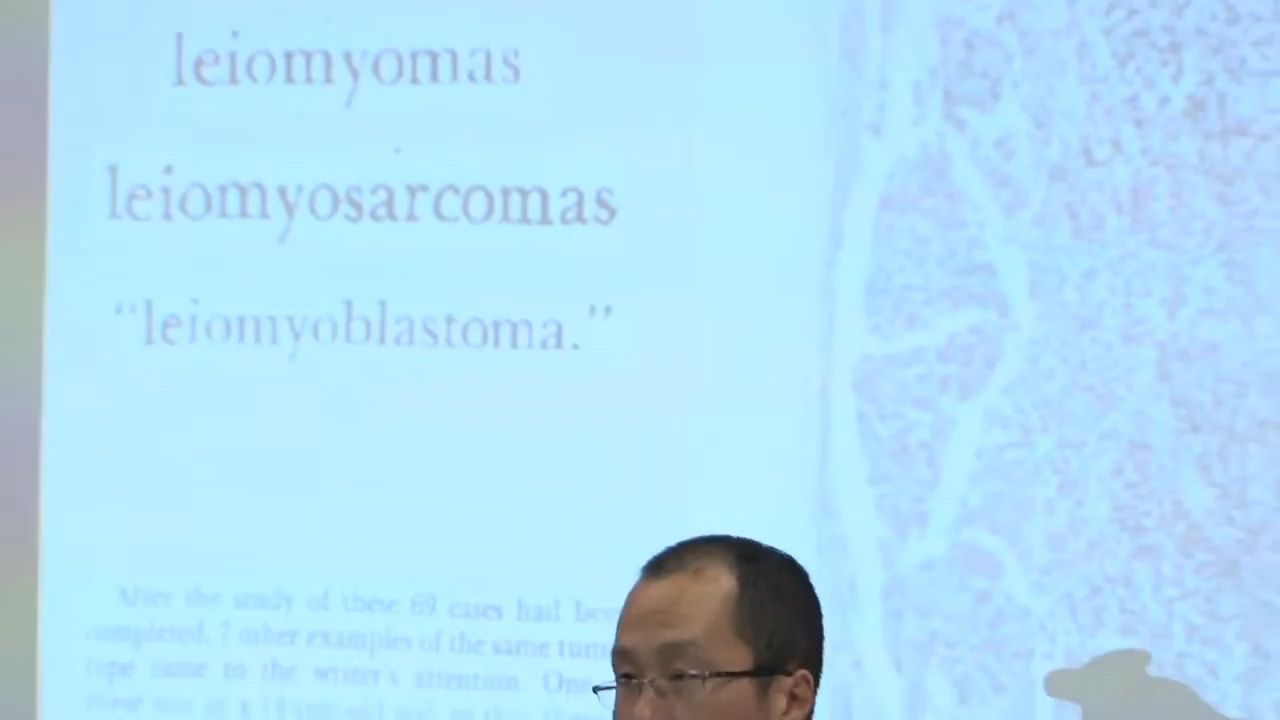 leiomyomas
leiomyosarcomas
“leiomyoblastoma.”
After the study of these 69 cases had
completed, 7 other examples of the same
type came to the writer's attention.